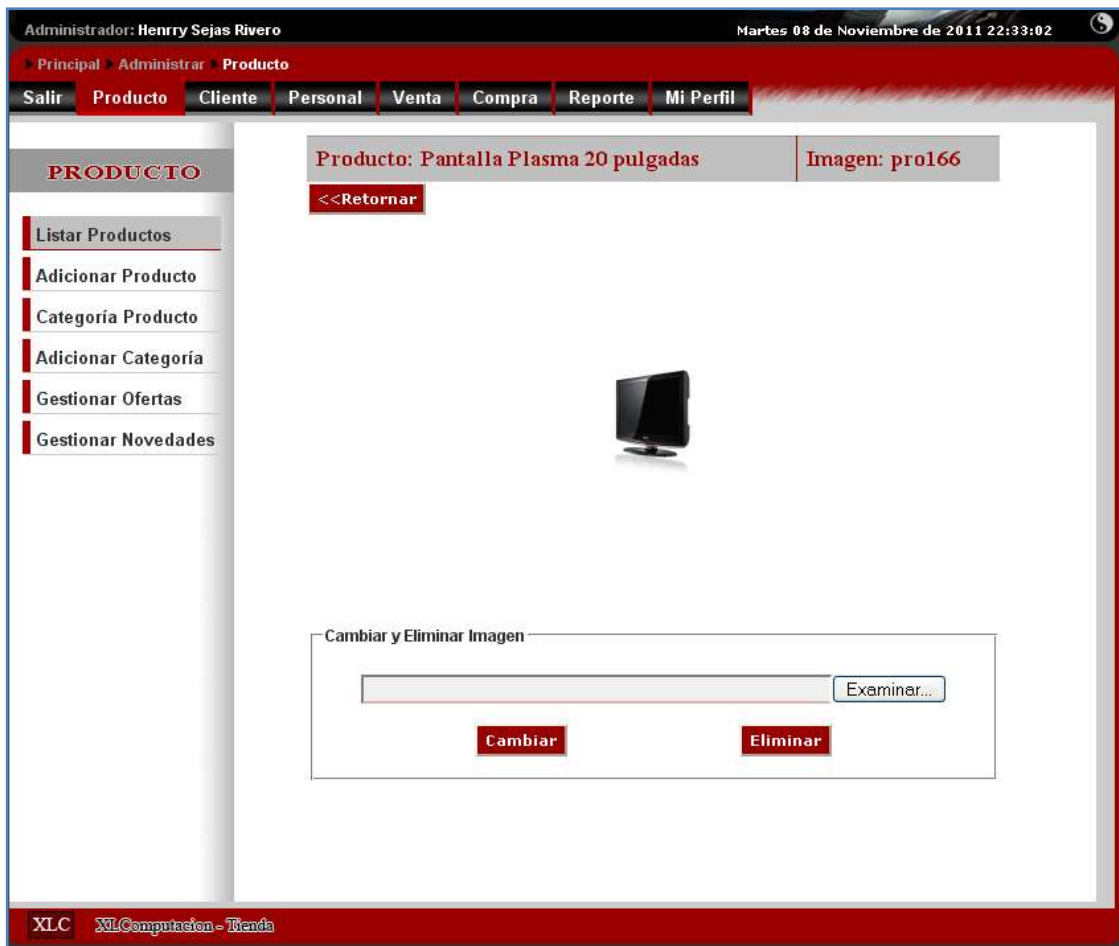 Administrador: Henrry Sejas Rivero Martes 08 de Noviembre de 2011 22:33:02
Principal Administrar Producto
Salir Producto Cliente Personal Venta Compra Reporte Mi Perfil
PRODUCTO
Listar Productos
Adicionar Producto
Categoría Producto
Adicionar Categoría
Gestionar Ofertas
Gestionar Novedades
Producto: Pantalla Plasma 20 pulgadas Imagen: pro166
<<Retornar
Cambiar y Eliminar Imagen
Examinar...
Cambiar Eliminar
XLC XLComputacion - Tienda